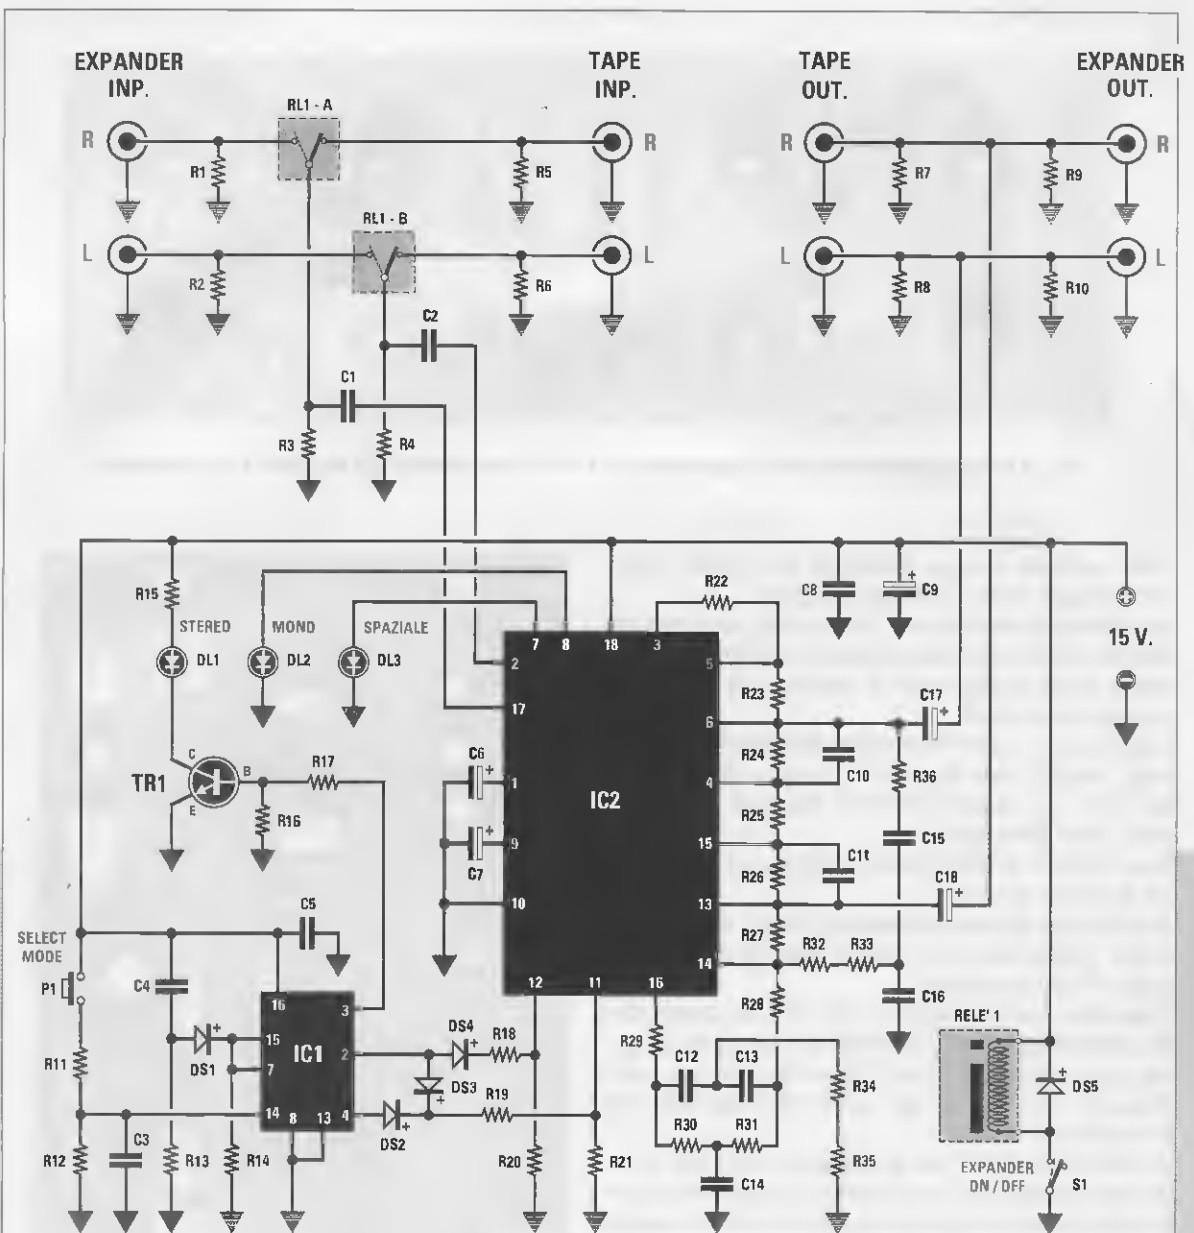 EXPANDER INP.
TAPE INP.
TAPE OUT.
EXPANDER OUT.
RL1 - A
R
R
R
R
R1
R5
R7
R9
RL1 - B
L
L
L
L
R2
R6
R8
R10
C2
C1
R3
R4
R15
R22
C8
+
C9
STEREO
MONO
SPAZIALE
DL1
DL2
DL3
7
8
18
3
+
15 V.
−
2
5
17
R23
6
C17
+
C
TR1
B
E
R17
R16
C6
+
1
IC2
R24
C10
R36
4
R25
C7
+
9
15
R26
C11
C15
10
13
C18
+
R27
C5
SELECT MODE
P1
C4
14
R32
R33
12
11
16
R28
C16
16
3
RELE' 1
DS1
+
15
IC1
2
DS4
+
R18
R29
C12
C13
R11
7
DS3
+
R34
+
DS5
14
8
13
4
DS2
+
R19
R12
C3
R13
R14
R20
R21
R30
R31
C14
R35
EXPANDER ON / OFF
S1